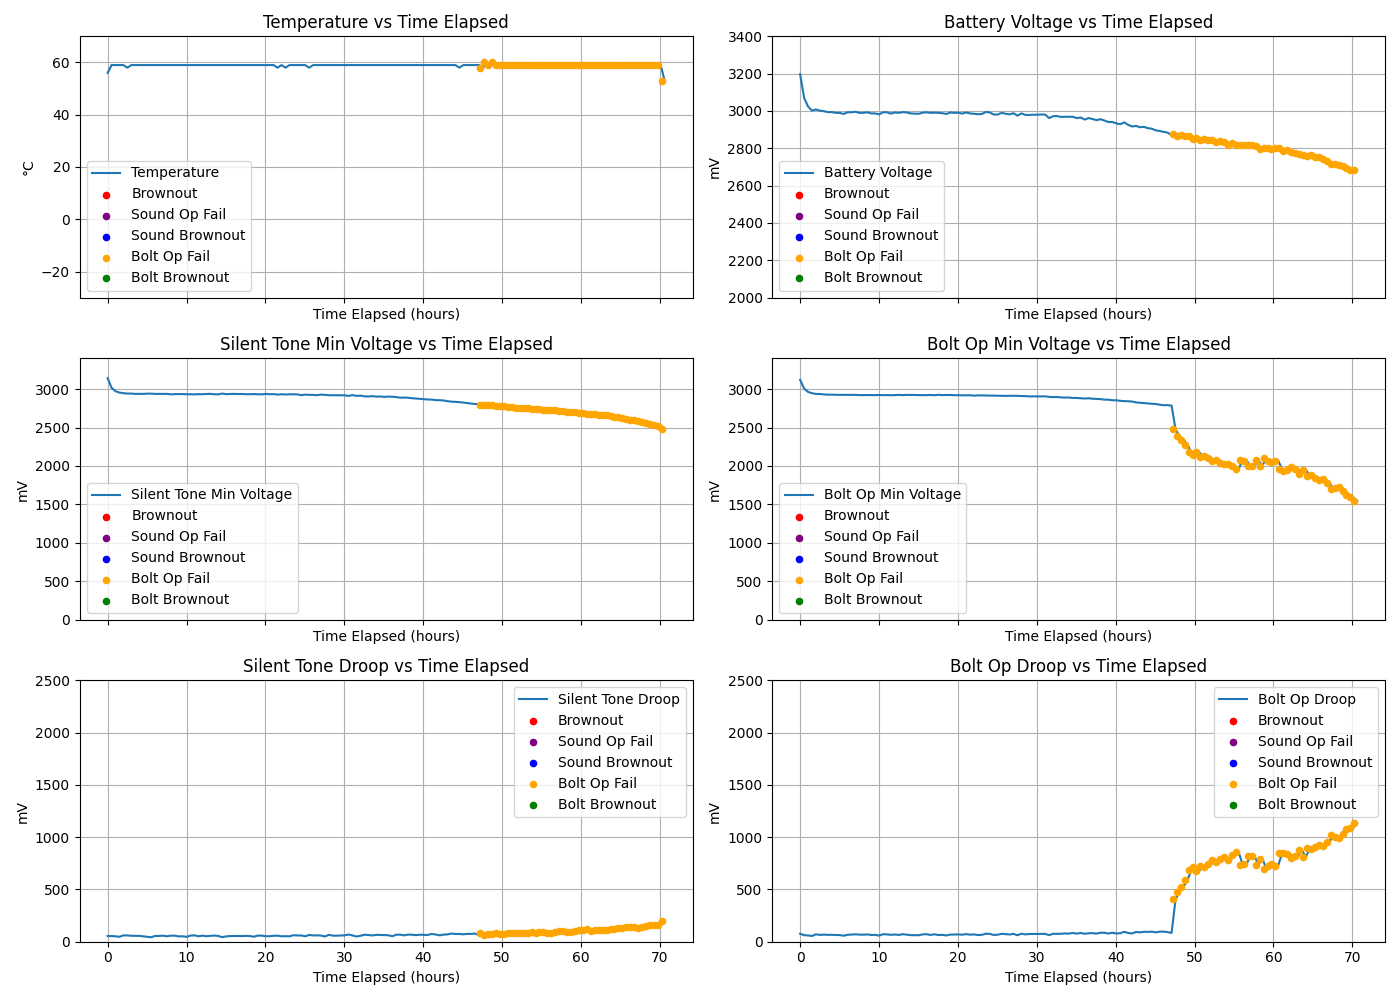 Temperature vs Time Elapsed
60
40
20
0
−20
°C
Temperature
Brownout
Sound Op Fail
Sound Brownout
Bolt Op Fail
Bolt Brownout
Time Elapsed (hours)
Battery Voltage vs Time Elapsed
3400
3200
3000
2800
2600
2400
2200
2000
mV
Battery Voltage
Brownout
Sound Op Fail
Sound Brownout
Bolt Op Fail
Bolt Brownout
Time Elapsed (hours)
Silent Tone Min Voltage vs Time Elapsed
3000
2500
2000
1500
1000
500
0
mV
Silent Tone Min Voltage
Brownout
Sound Op Fail
Sound Brownout
Bolt Op Fail
Bolt Brownout
Time Elapsed (hours)
Bolt Op Min Voltage vs Time Elapsed
3000
2500
2000
1500
1000
500
0
mV
Bolt Op Min Voltage
Brownout
Sound Op Fail
Sound Brownout
Bolt Op Fail
Bolt Brownout
Time Elapsed (hours)
Silent Tone Droop vs Time Elapsed
2500
2000
1500
1000
500
0
mV
Silent Tone Droop
Brownout
Sound Op Fail
Sound Brownout
Bolt Op Fail
Bolt Brownout
0 10 20 30 40 50 60 70
Time Elapsed (hours)
Bolt Op Droop vs Time Elapsed
2500
2000
1500
1000
500
0
mV
Bolt Op Droop
Brownout
Sound Op Fail
Sound Brownout
Bolt Op Fail
Bolt Brownout
0 10 20 30 40 50 60 70
Time Elapsed (hours)